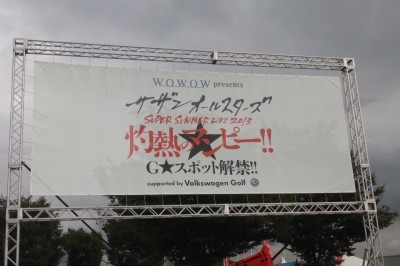 WOWOW presents
サザンオールスターズ
SUPER SUMMER LIVE 2013
灼熱のマンピー!!
G★スポット解禁!!
supported by Volkswagen Golf